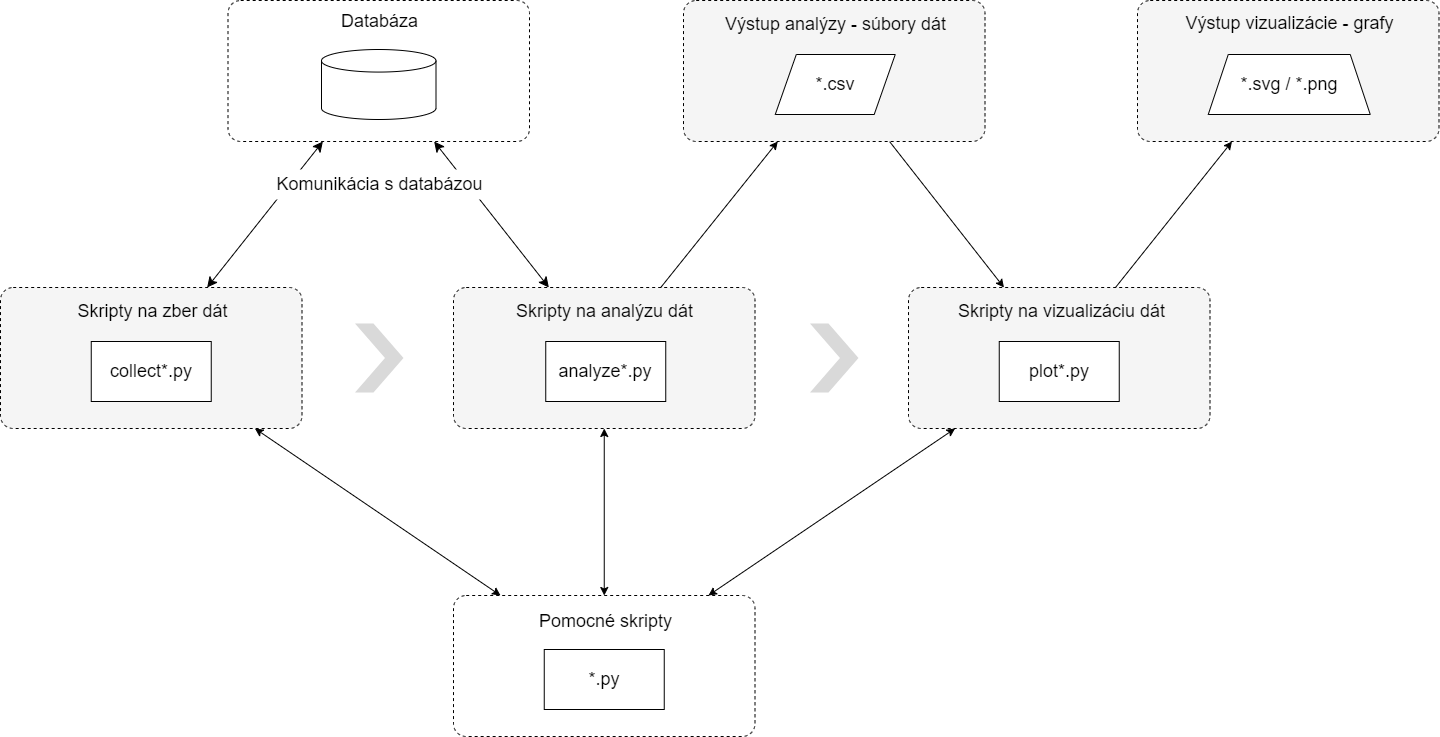 Databáza
Výstup analýzy - súbory dát
*.csv
Výstup vizualizácie - grafy
*.svg / *.png
Komunikácia s databázou
Skripty na zber dát
collect*.py
Skripty na analýzu dát
analyze*.py
Skripty na vizualizáciu dát
plot*.py
Pomocné skripty
*.py